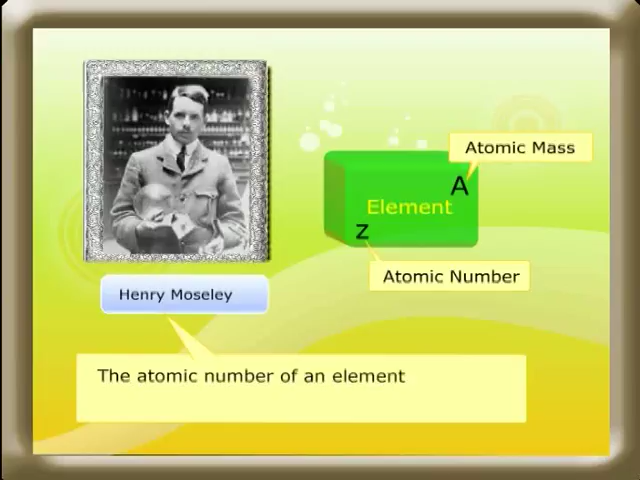 Atomic Mass
A
Element
z
Atomic Number
Henry Moseley
The atomic number of an element